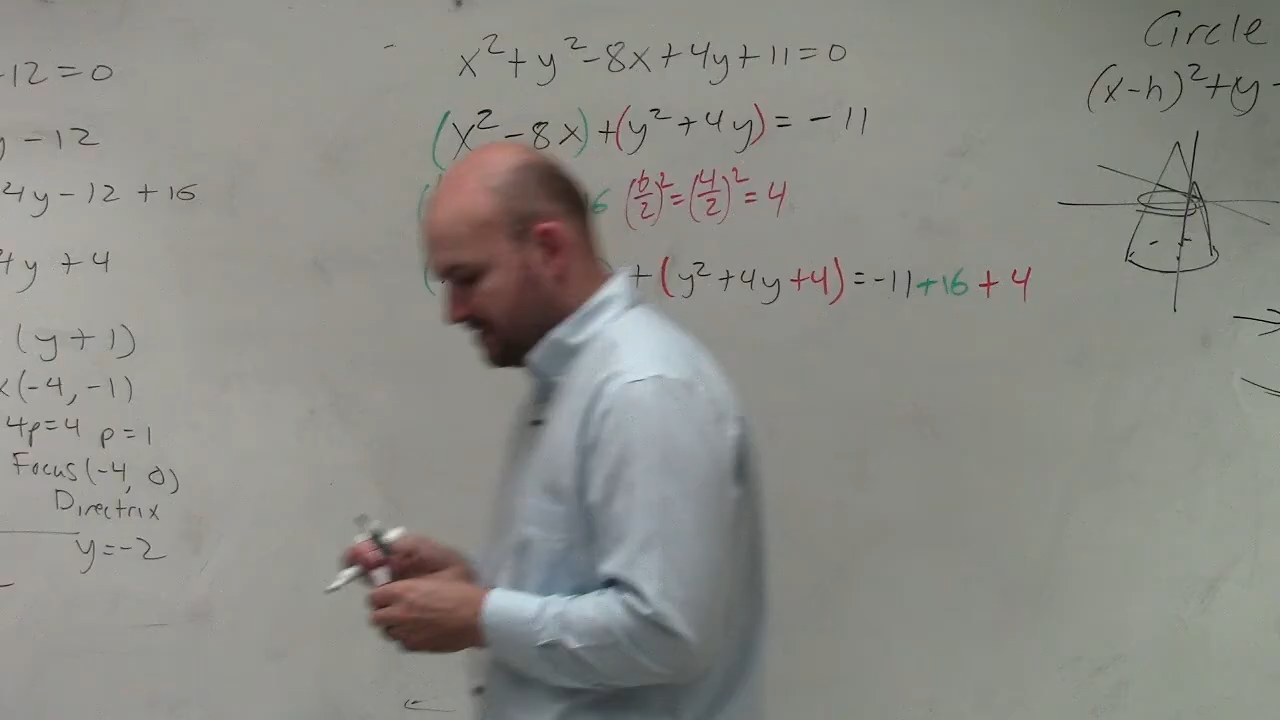 -12=0
y-12
4y-12+16
4y+4
(y+1)
x(-4,-1)
4p=4 p=1
Focus(-4, 0)
Directrix
y=-2
x²+y²-8x+4y+11=0
(x²-8x)+(y²+4y)=-11
6 (b/2)²=(4/2)²=4
+(y²+4y+4)=-11+16+4
Circle
(x-h)²+(y-